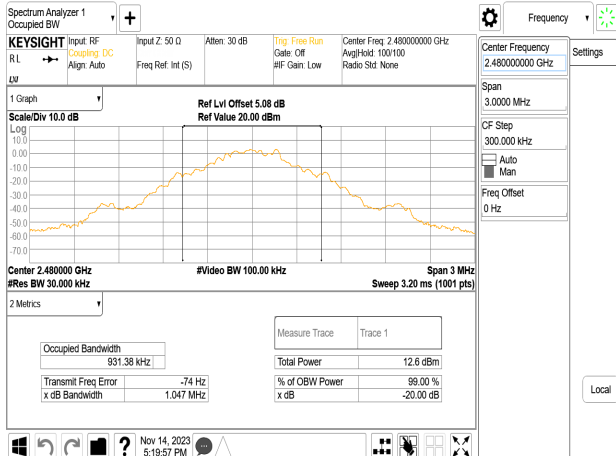 Spectrum Analyzer 1
Occupied BW
Frequency
KEYSIGHT Input: RF Input Z: 50 Ω Atten: 30 dB Trig: Free Run Center Freq: 2.480000000 GHz
RL Coupling: DC Gate: Off Avg|Hold: 100/100
Align: Auto Freq Ref: Int (S) #IF Gain: Low Radio Std: None
Center Frequency
2.480000000 GHz
Settings
Span
3.0000 MHz
CF Step
300.000 kHz
Auto
Man
Freq Offset
0 Hz
Local
1 Graph
Ref Lvl Offset 5.08 dB
Scale/Div 10.0 dB Ref Value 20.00 dBm
Log
10.0
0.00
-10.0
-20.0
-30.0
-40.0
-50.0
-60.0
-70.0
Center 2.480000 GHz #Video BW 100.00 kHz Span 3 MHz
#Res BW 30.000 kHz Sweep 3.20 ms (1001 pts)
2 Metrics
Measure Trace Trace 1
Occupied Bandwidth
931.38 kHz Total Power 12.6 dBm
Transmit Freq Error -74 Hz % of OBW Power 99.00 %
x dB Bandwidth 1.047 MHz x dB -20.00 dB
? Nov 14, 2023
5:19:57 PM